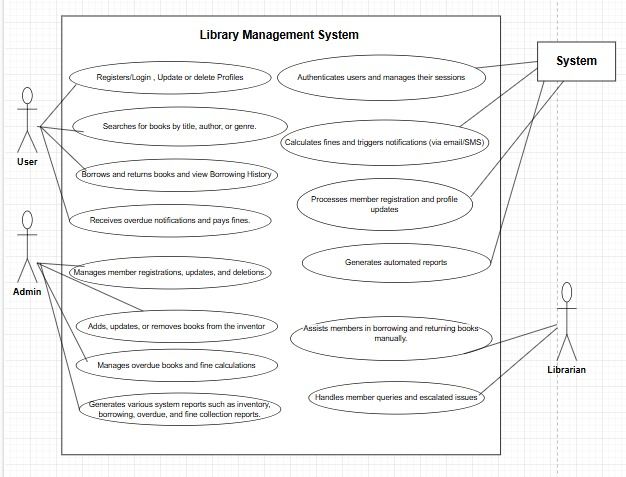 Library Management System
Registers/Login , Update or delete Profiles
Searches for books by title, author, or genre.
Borrows and returns books and view Borrowing History
Receives overdue notifications and pays fines.
Manages member registrations, updates, and deletions.
Adds, updates, or removes books from the inventor
Manages overdue books and fine calculations
Generates various system reports such as inventory,
borrowing, overdue, and fine collection reports.
Authenticates users and manages their sessions
Calculates fines and triggers notifications (via email/SMS)
Processes member registration and profile
updates
Generates automated reports
Assists members in borrowing and returning books
manually.
Handles member queries and escalated issues
User
Admin
System
Librarian